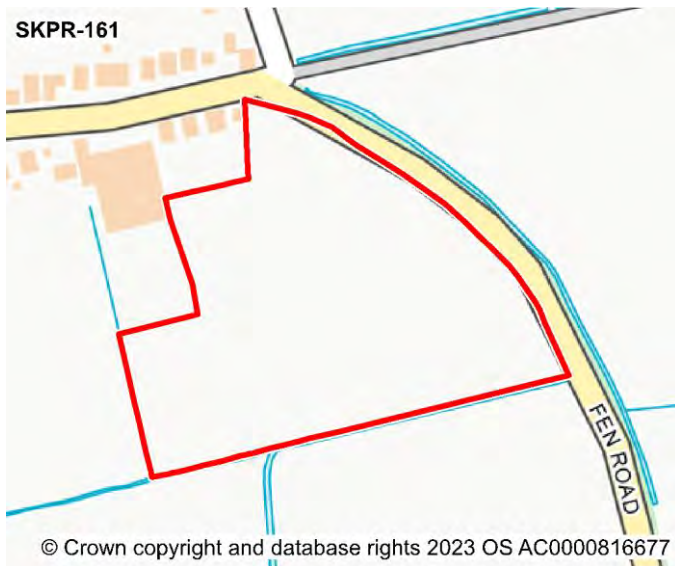 SKPR-161
FEN ROAD
© Crown copyright and database rights 2023 OS AC0000816677